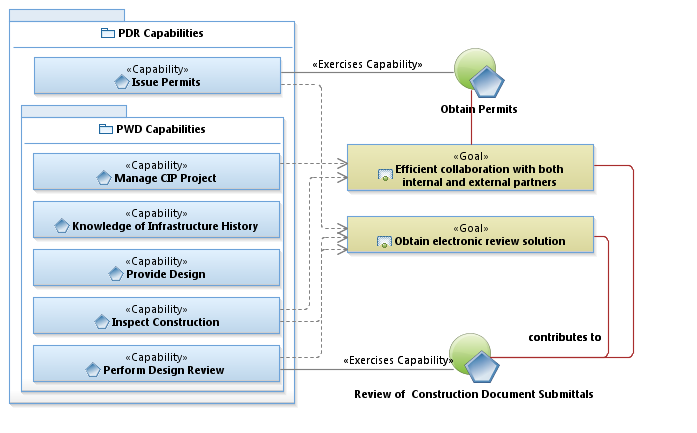 PDR Capabilities
«Capability»
Issue Permits
«Exercises Capability»
Obtain Permits
PWD Capabilities
«Capability»
Manage CIP Project
«Goal»
Efficient collaboration with both
internal and external partners
«Capability»
Knowledge of Infrastructure History
«Goal»
Obtain electronic review solution
«Capability»
Provide Design
«Capability»
Inspect Construction
contributes to
«Capability»
Perform Design Review
«Exercises Capability»
Review of Construction Document Submittals